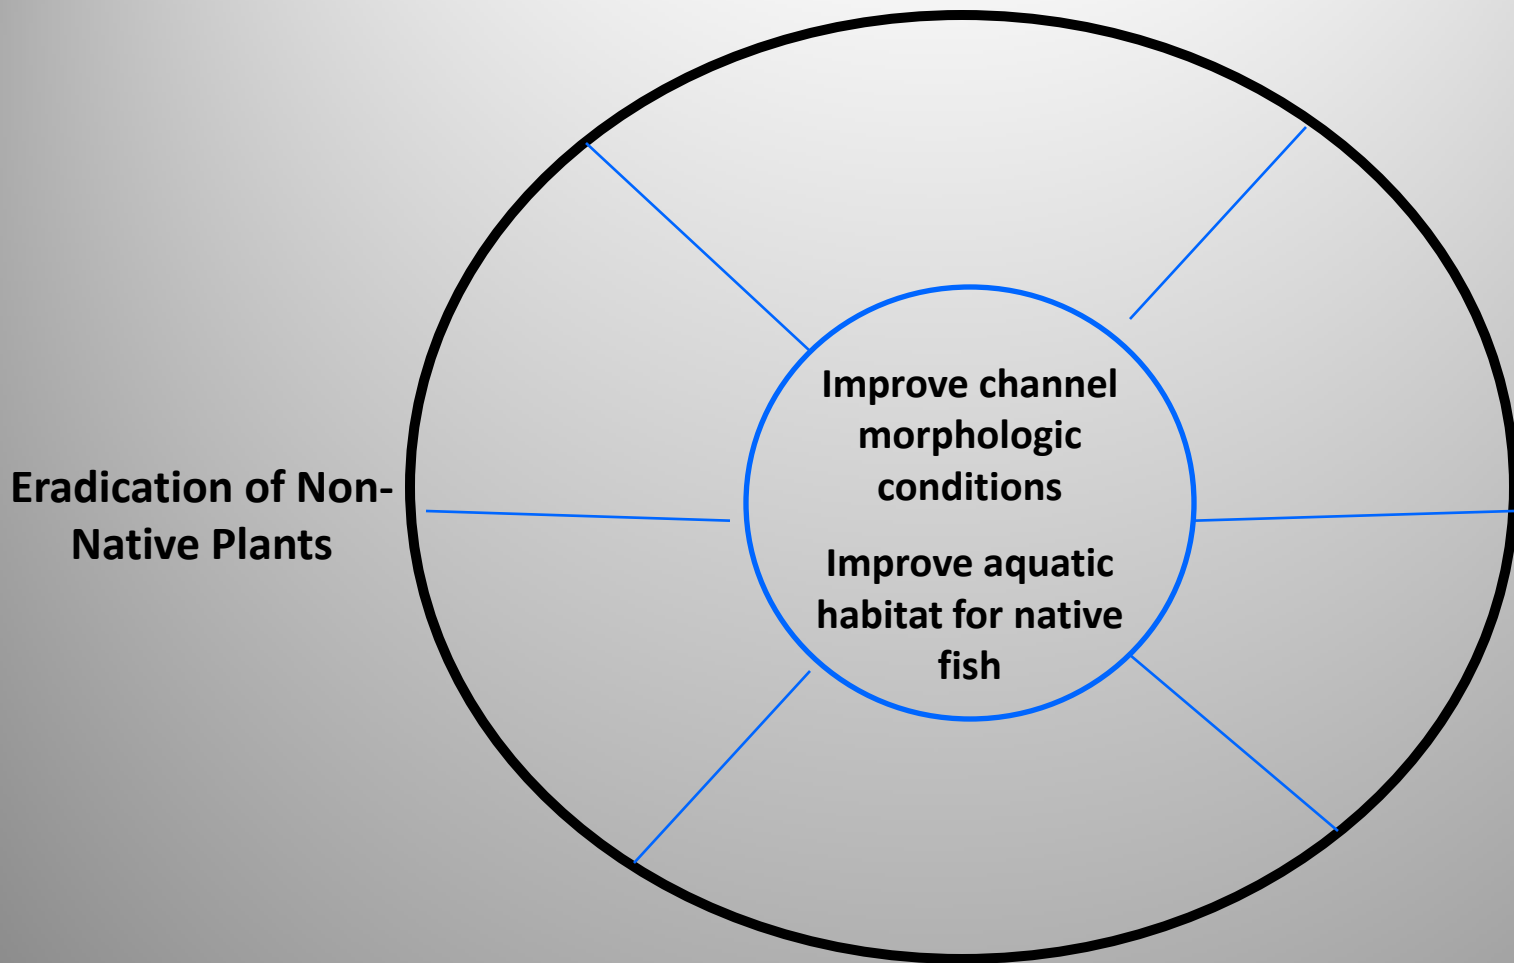 Eradication of Non-
Native Plants
Improve channel
morphologic
conditions
Improve aquatic
habitat for native
fish